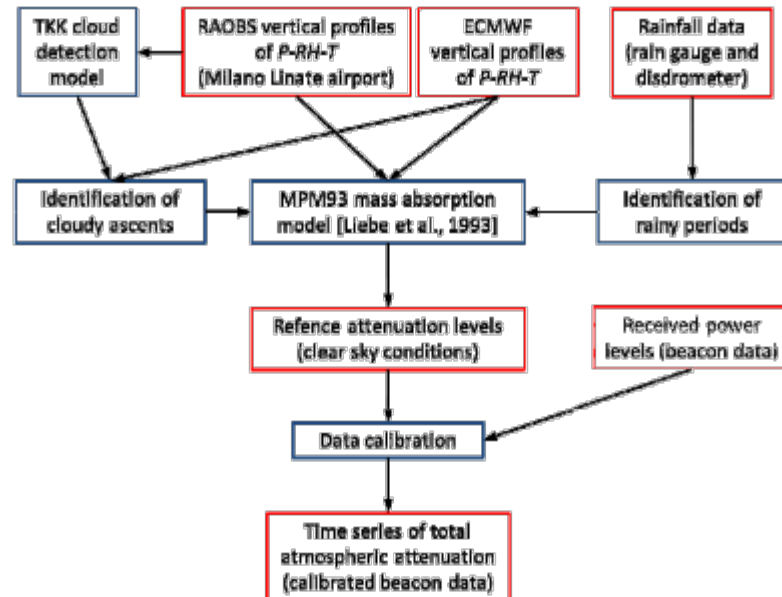 TKK cloud
detection
model
RAOBS vertical profiles
of P-RH-T
(Milano Linate airport)
ECMWF
vertical profiles
of P-RH-T
Rainfall data
(rain gauge and
disdrometer)
Identification of
cloudy ascents
MPM93 mass absorption
model [Liebe et al., 1993]
Identification of
rainy periods
Refence attenuation levels
(clear sky conditions)
Received power
levels (beacon data)
Data calibration
Time series of total
atmospheric attenuation
(calibrated beacon data)